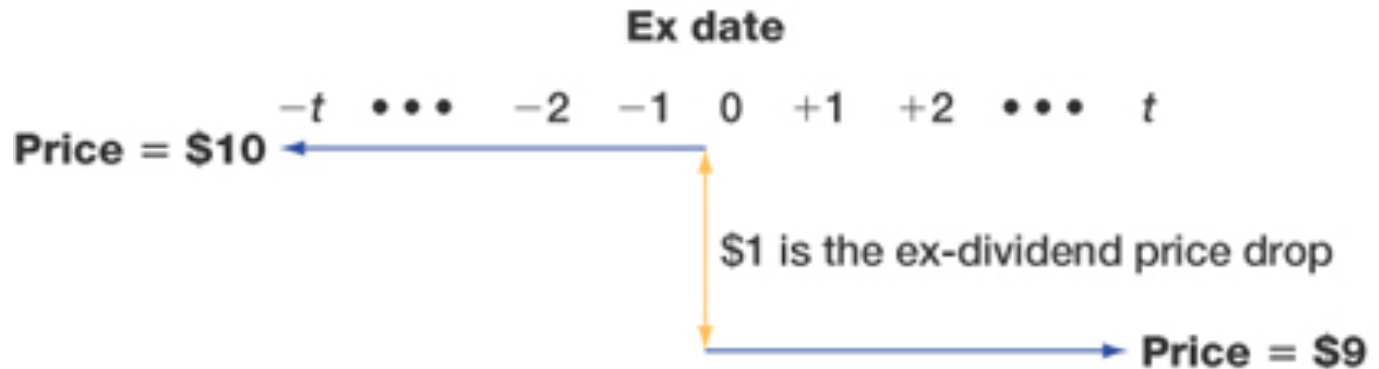 Ex date
−t ••• −2 −1 0 +1 +2 ••• t
Price = $10
$1 is the ex-dividend price drop
Price = $9